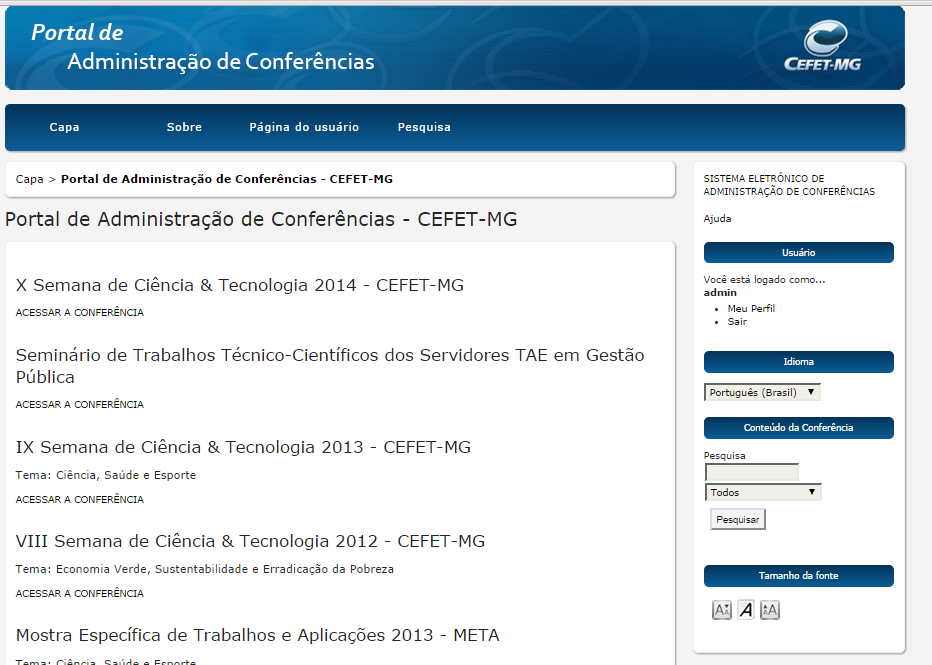 Portal de
Administração de Conferências
CEFET-MG
Capa
Sobre
Página do usuário
Pesquisa
Capa > Portal de Administração de Conferências - CEFET-MG
Portal de Administração de Conferências - CEFET-MG
X Semana de Ciência & Tecnologia 2014 - CEFET-MG
ACESSAR A CONFERÊNCIA
Seminário de Trabalhos Técnico-Científicos dos Servidores TAE em Gestão
Pública
ACESSAR A CONFERÊNCIA
IX Semana de Ciência & Tecnologia 2013 - CEFET-MG
Tema: Ciência, Saúde e Esporte
ACESSAR A CONFERÊNCIA
VIII Semana de Ciência & Tecnologia 2012 - CEFET-MG
Tema: Economia Verde, Sustentabilidade e Erradicação da Pobreza
ACESSAR A CONFERÊNCIA
Mostra Específica de Trabalhos e Aplicações 2013 - META
Tema: Ciência, Saúde e Esporte
SISTEMA ELETRÔNICO DE
ADMINISTRAÇÃO DE CONFERÊNCIAS
Ajuda
Usuário
Você está logado como...
admin
Meu Perfil
Sair
Idioma
Português (Brasil)
Conteúdo da Conferência
Pesquisa
Todos
Pesquisar
Tamanho da fonte
AA A AA